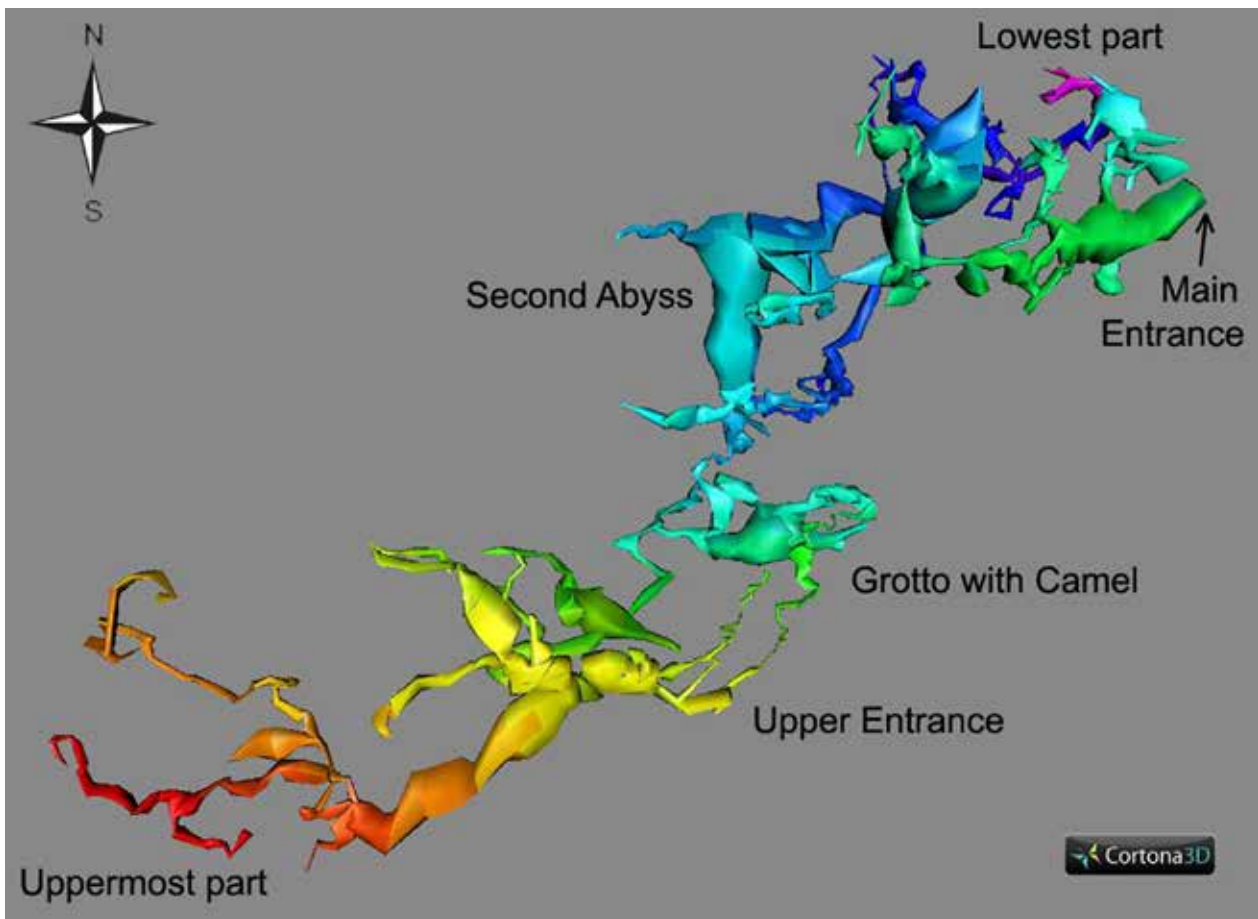 N
S
Lowest part
Main
Entrance
Second Abyss
Grotto with Camel
Upper Entrance
Uppermost part
Cortona3D